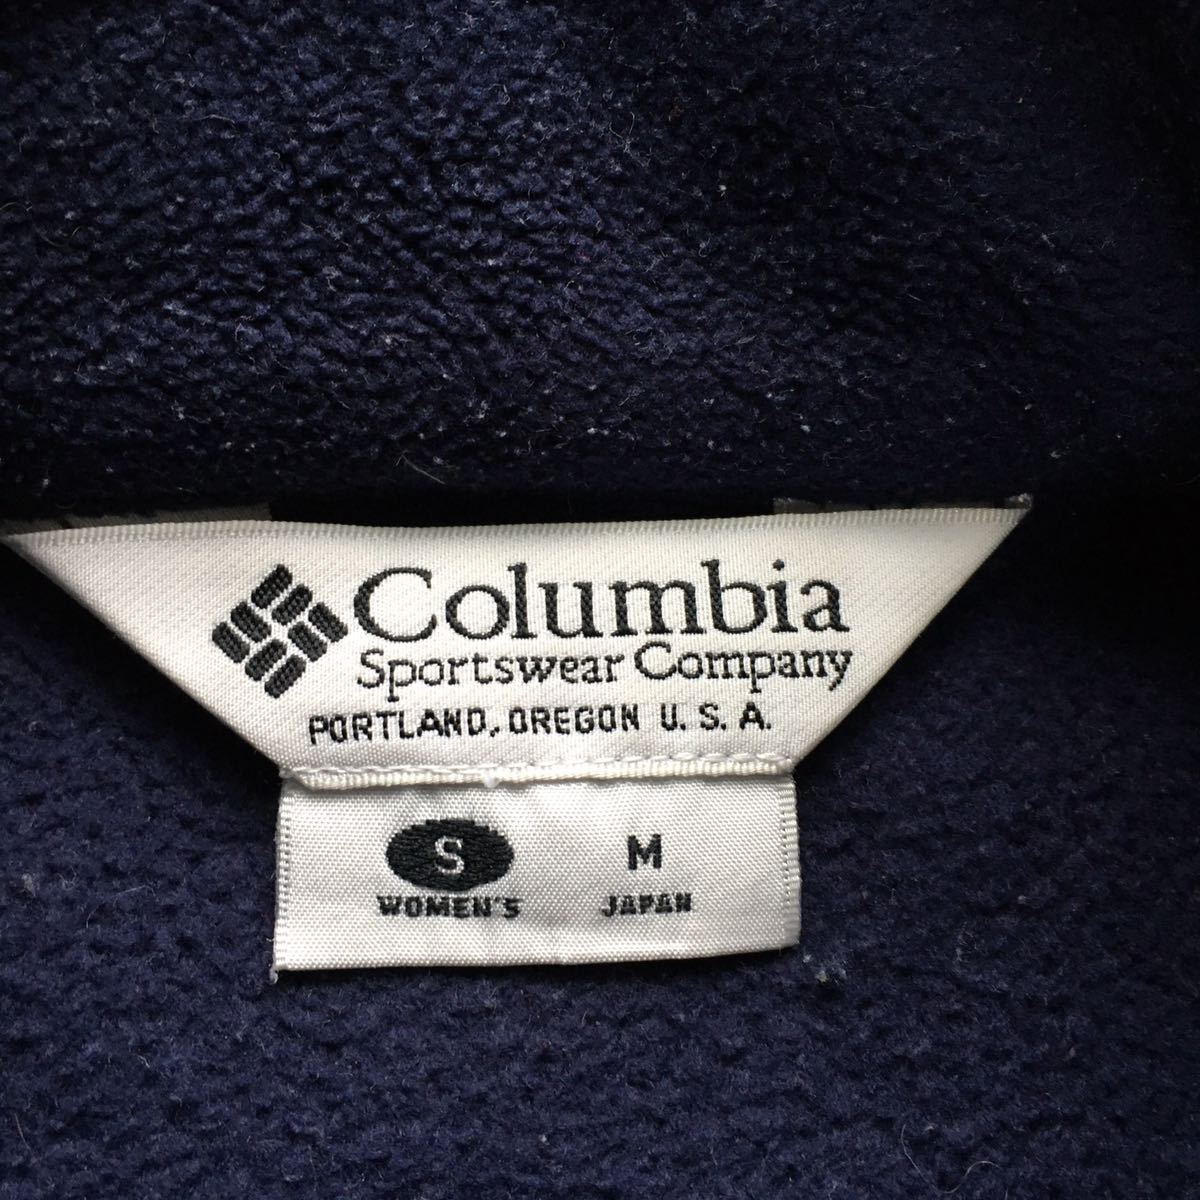 Columbia
Sportswear Company
PORTLAND, OREGON U.S.A.
S M
WOMEN'S JAPAN